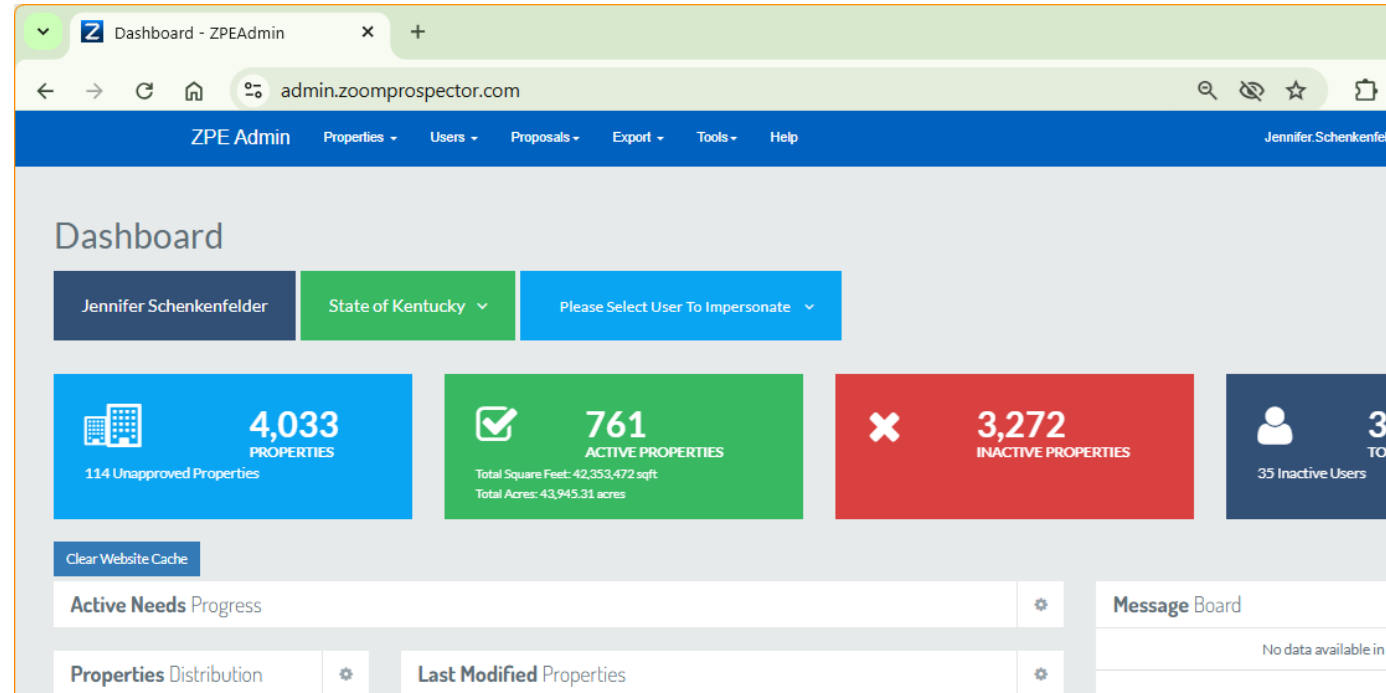 Dashboard - ZPEAdmin
admin.zoomprospector.com
ZPE Admin Properties Users Proposals Export Tools Help
Dashboard
Jennifer Schenkenfelder State of Kentucky Please Select User To Impersonate
4,033
PROPERTIES
114 Unapproved Properties
761
ACTIVE PROPERTIES
Total Square Feet: 42,353,472 sqft
Total Acres: 43,945.31 acres
3,272
INACTIVE PROPERTIES
35 Inactive Users
Clear Website Cache
Active Needs Progress
Message Board
No data available in
Properties Distribution
Last Modified Properties